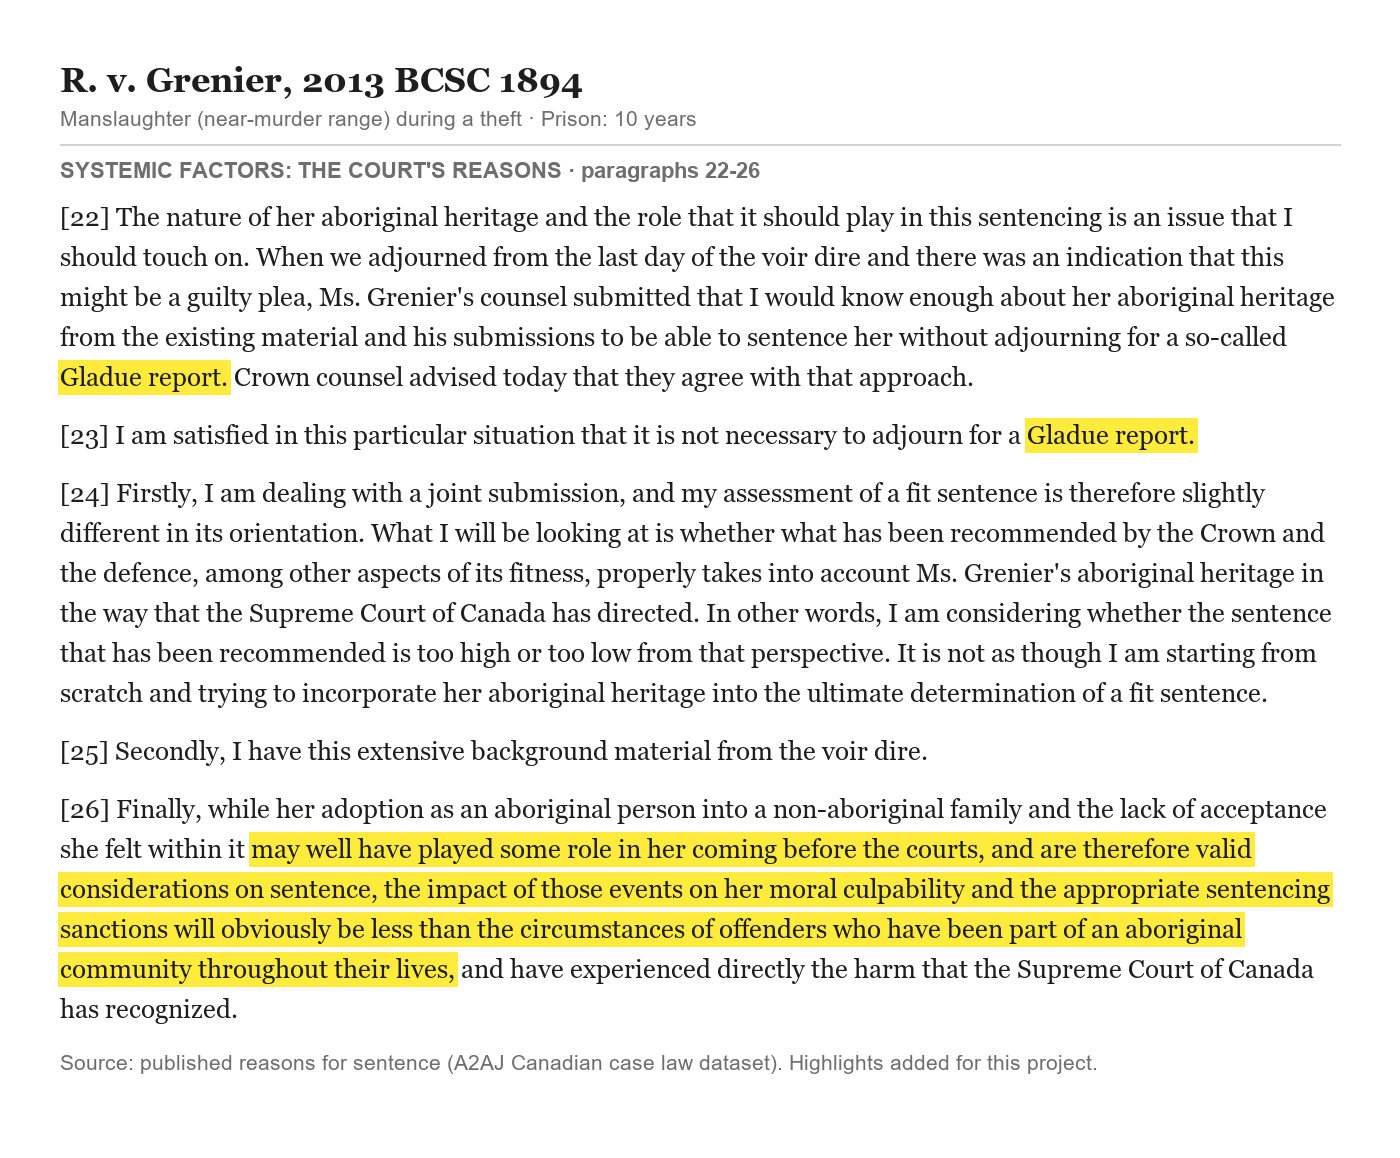 R. v. Grenier, 2013 BCSC 1894
Manslaughter (near-murder range) during a theft · Prison: 10 years
SYSTEMIC FACTORS: THE COURT'S REASONS · paragraphs 22-26
[22] The nature of her aboriginal heritage and the role that it should play in this sentencing is an issue that I
should touch on. When we adjourned from the last day of the voir dire and there was an indication that this
might be a guilty plea, Ms. Grenier's counsel submitted that I would know enough about her aboriginal heritage
from the existing material and his submissions to be able to sentence her without adjourning for a so-called
Gladue report. Crown counsel advised today that they agree with that approach.
[23] I am satisfied in this particular situation that it is not necessary to adjourn for a Gladue report.
[24] Firstly, I am dealing with a joint submission, and my assessment of a fit sentence is therefore slightly
different in its orientation. What I will be looking at is whether what has been recommended by the Crown and
the defence, among other aspects of its fitness, properly takes into account Ms. Grenier's aboriginal heritage in
the way that the Supreme Court of Canada has directed. In other words, I am considering whether the sentence
that has been recommended is too high or too low from that perspective. It is not as though I am starting from
scratch and trying to incorporate her aboriginal heritage into the ultimate determination of a fit sentence.
[25] Secondly, I have this extensive background material from the voir dire.
[26] Finally, while her adoption as an aboriginal person into a non-aboriginal family and the lack of acceptance
she felt within it may well have played some role in her coming before the courts, and are therefore valid
considerations on sentence, the impact of those events on her moral culpability and the appropriate sentencing
sanctions will obviously be less than the circumstances of offenders who have been part of an aboriginal
community throughout their lives, and have experienced directly the harm that the Supreme Court of Canada
has recognized.
Source: published reasons for sentence (A2AJ Canadian case law dataset). Highlights added for this project.